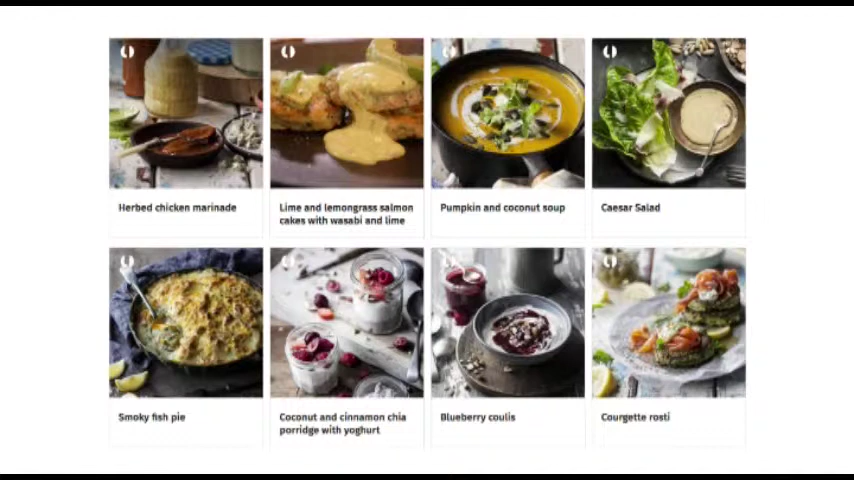 Herbed chicken marinade
Lime and lemongrass salmon
cakes with wasabi and lime
Pumpkin and coconut soup
Caesar Salad
Smoky fish pie
Coconut and cinnamon chia
porridge with yoghurt
Blueberry coulis
Courgette rosti